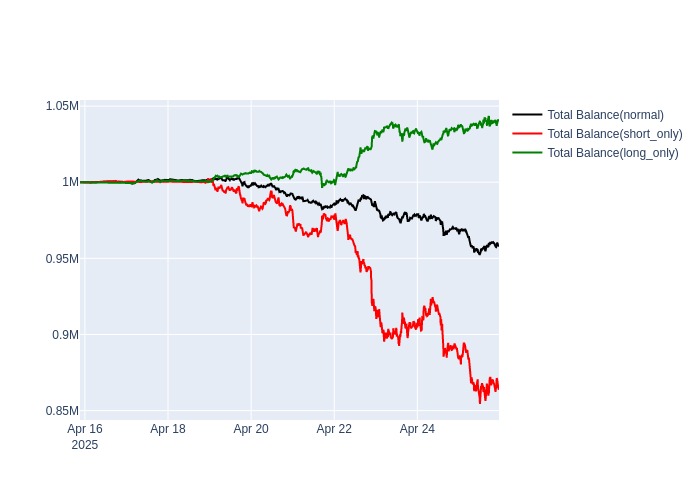 1.05M
1M
0.95M
0.9M
0.85M
Apr 16
2025
Apr 18
Apr 20
Apr 22
Apr 24
Total Balance(normal)
Total Balance(short_only)
Total Balance(long_only)